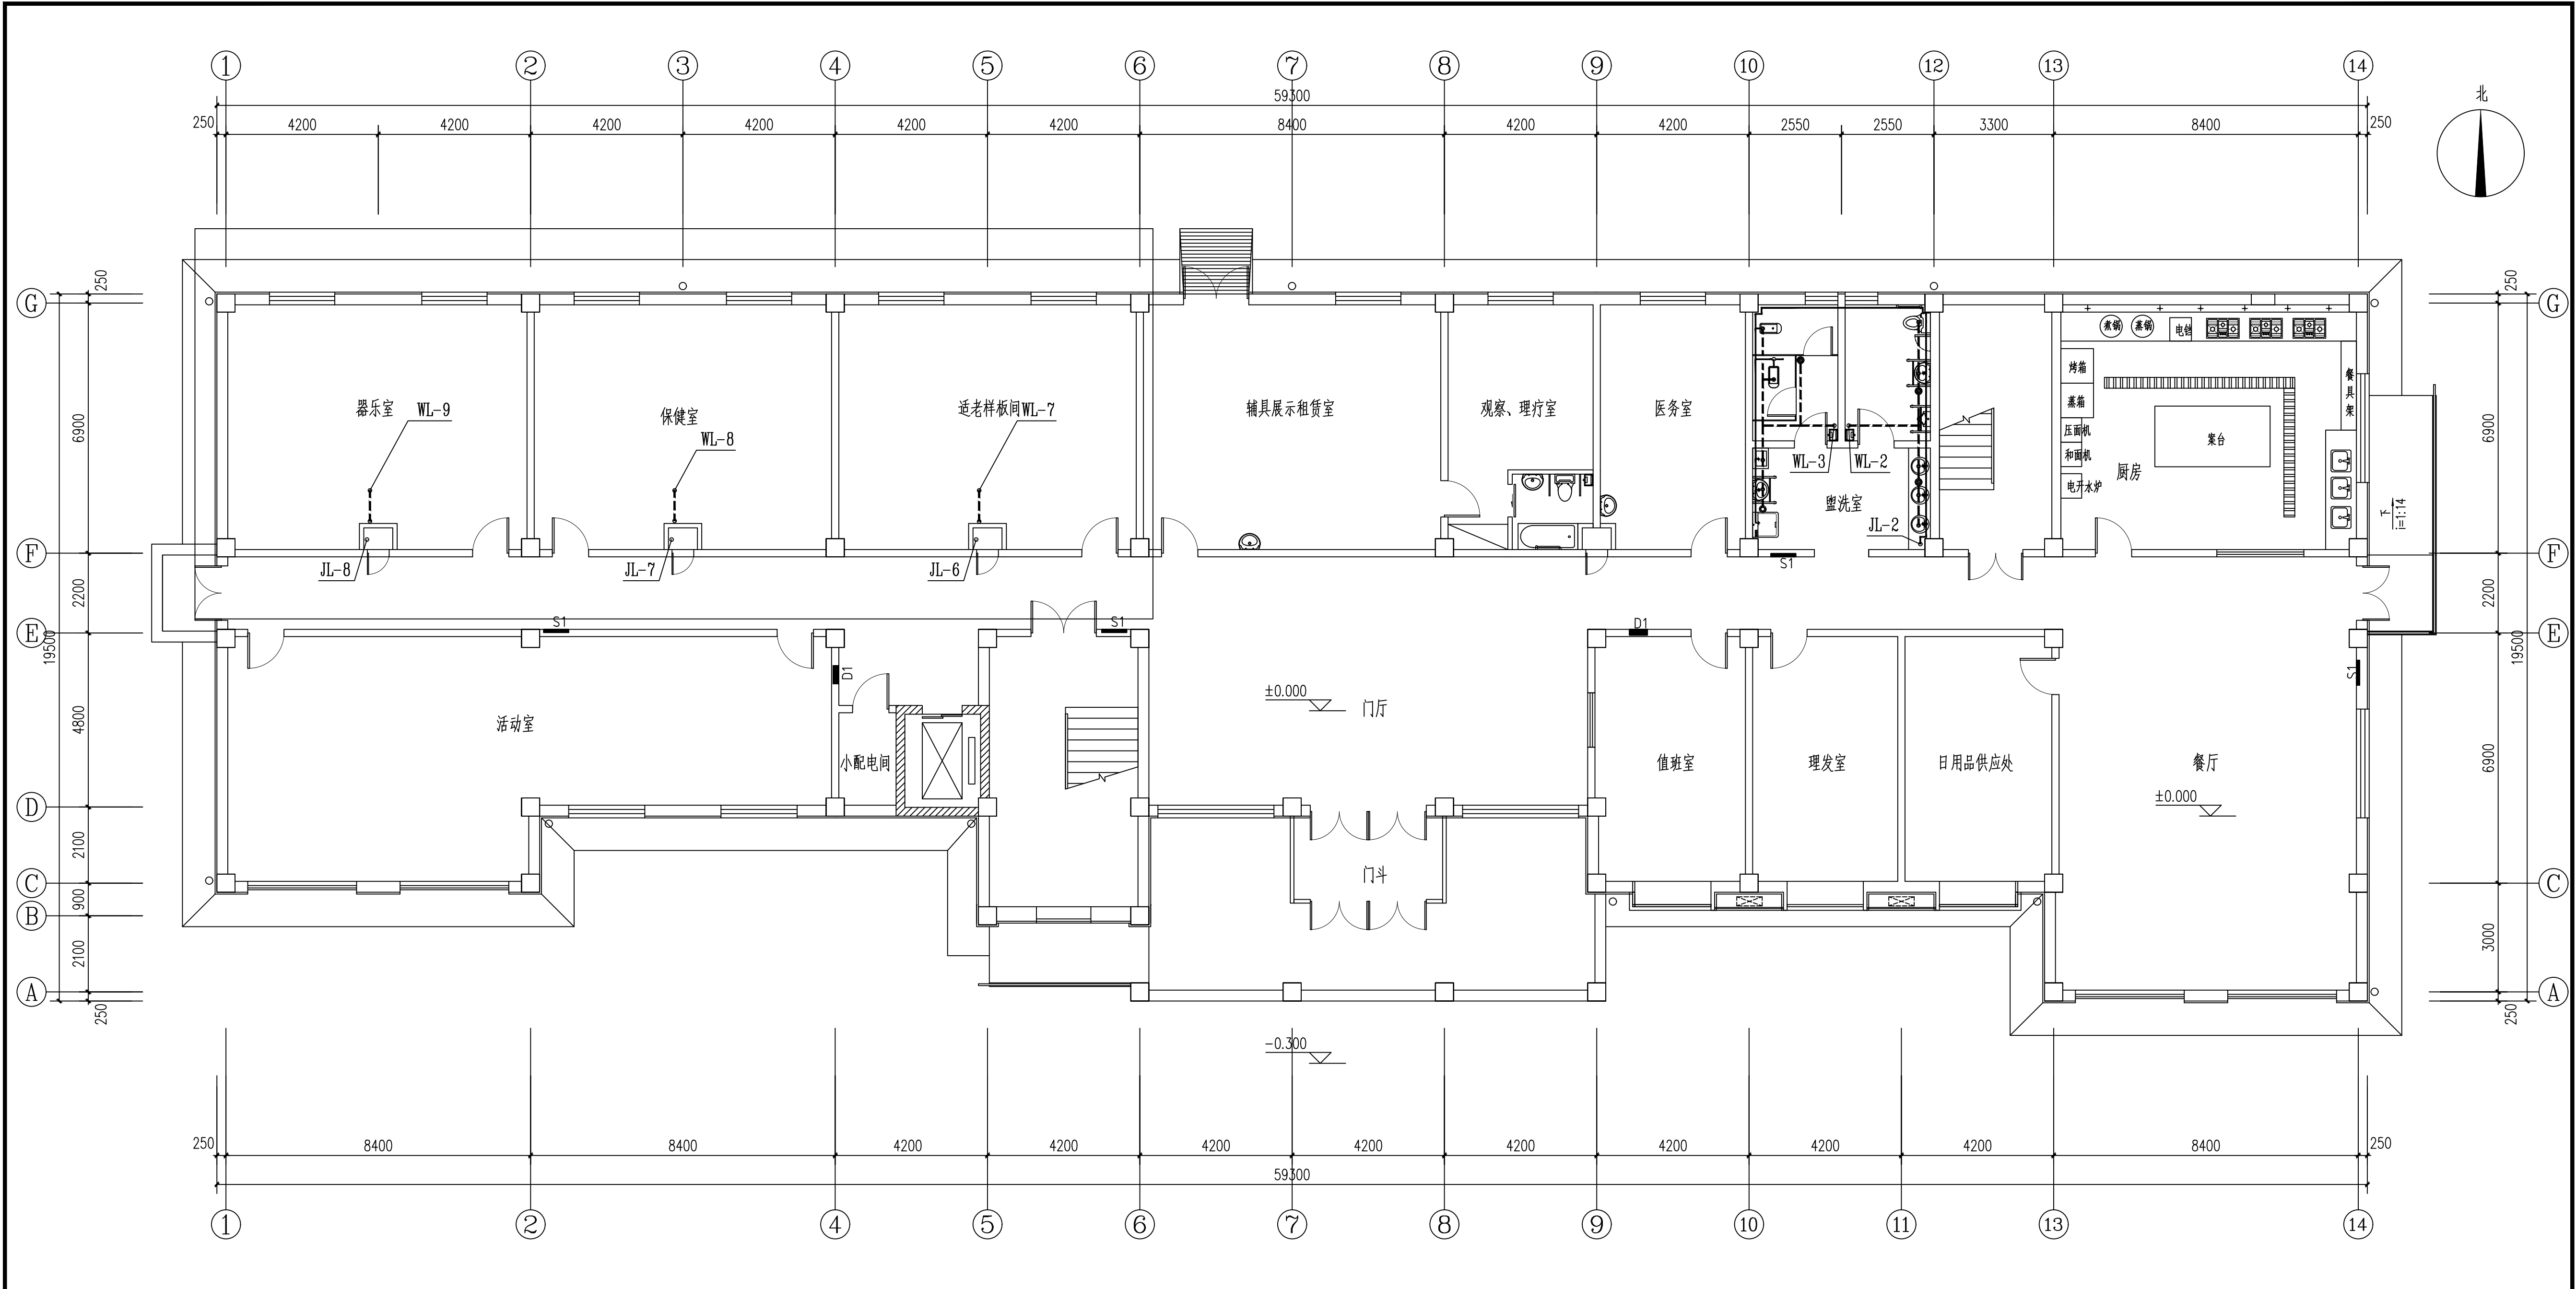 1 2 3 4 5 6 7 8 9 10 12 13 14
北
59300
250 4200 4200 4200 4200 4200 4200 8400 4200 4200 2550 2550 3300 8400 250
250
250
G
G
煮锅 蒸锅 电铛
烤箱
蒸箱
压面机
和面机
电开水炉
案台
厨房
餐具架
下
i=1:14
6900
器乐室
WL-9
保健室
WL-8
适老样板间WL-7
辅具展示租赁室
观察、理疗室
医务室
WL-3
WL-2
盥洗室
JL-2
6900
JL-8
JL-7
JL-6
S1
F
F
2200
2200
S1
S1
D1
E
E
19500
19500
D1
S1
4800
活动室
小配电间
±0.000
门厅
值班室
理发室
日用品供应处
餐厅
±0.000
6900
D
2100
门斗
C
C
900
B
2100
3000
A
A
250
250
-0.300
250 8400 8400 4200 4200 4200 4200 4200 4200 4200 4200 8400 250
59300
1 2 4 5 6 7 8 9 10 11 13 14